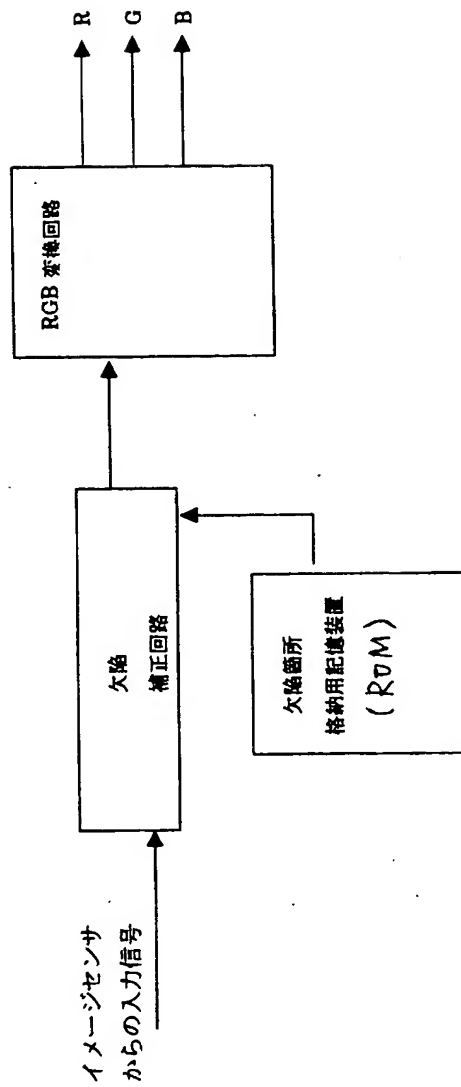 イメージセンサ
からの入力信号
欠陥
補正回路
欠陥箇所
格納用記憶装置
(ROM)
RGB 変換回路
R
G
B